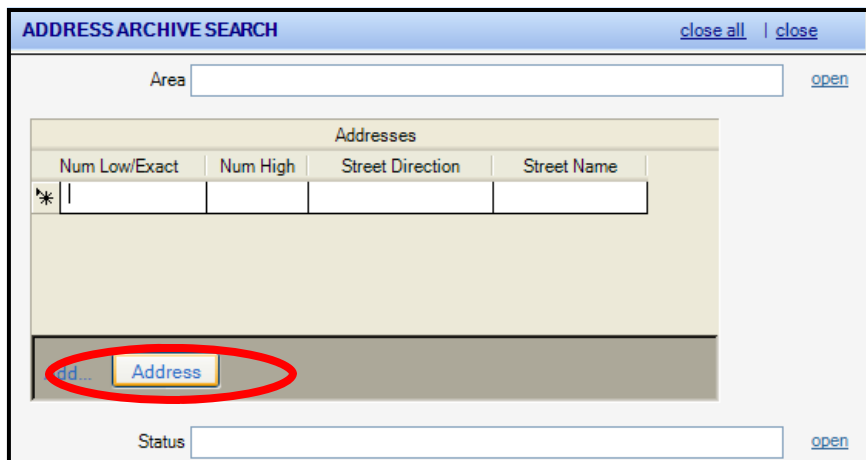 ADDRESS ARCHIVE SEARCH close all | close
Area open
Addresses
Num Low/Exact Num High Street Direction Street Name
Add... Address
Status open